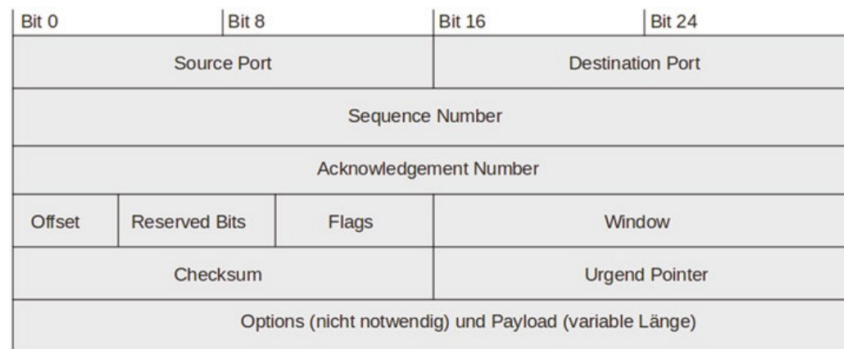 Bit 0 Bit 8 Bit 16 Bit 24
Source Port Destination Port
Sequence Number
Acknowledgement Number
Offset Reserved Bits Flags Window
Checksum Urgend Pointer
Options (nicht notwendig) und Payload (variable Länge)